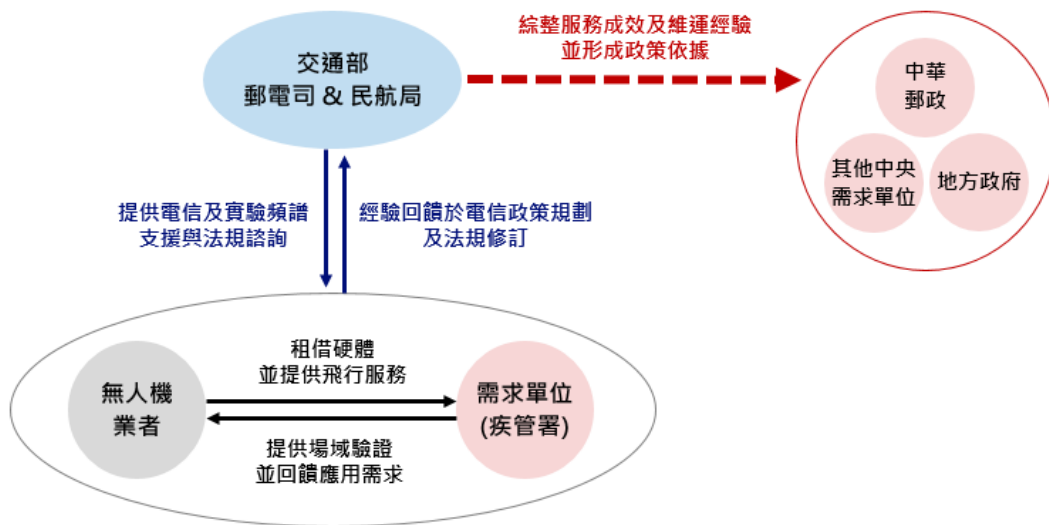 交通部
郵電司 & 民航局
綜整服務成效及維運經驗
並形成政策依據
中華
郵政
其他中央
需求單位
地方政府
提供電信及實驗頻譜
支援與法規諮詢
經驗回饋於電信政策規劃
及法規修訂
無人機
業者
租借硬體
並提供飛行服務
提供場域驗證
並回饋應用需求
需求單位
(疾管署)